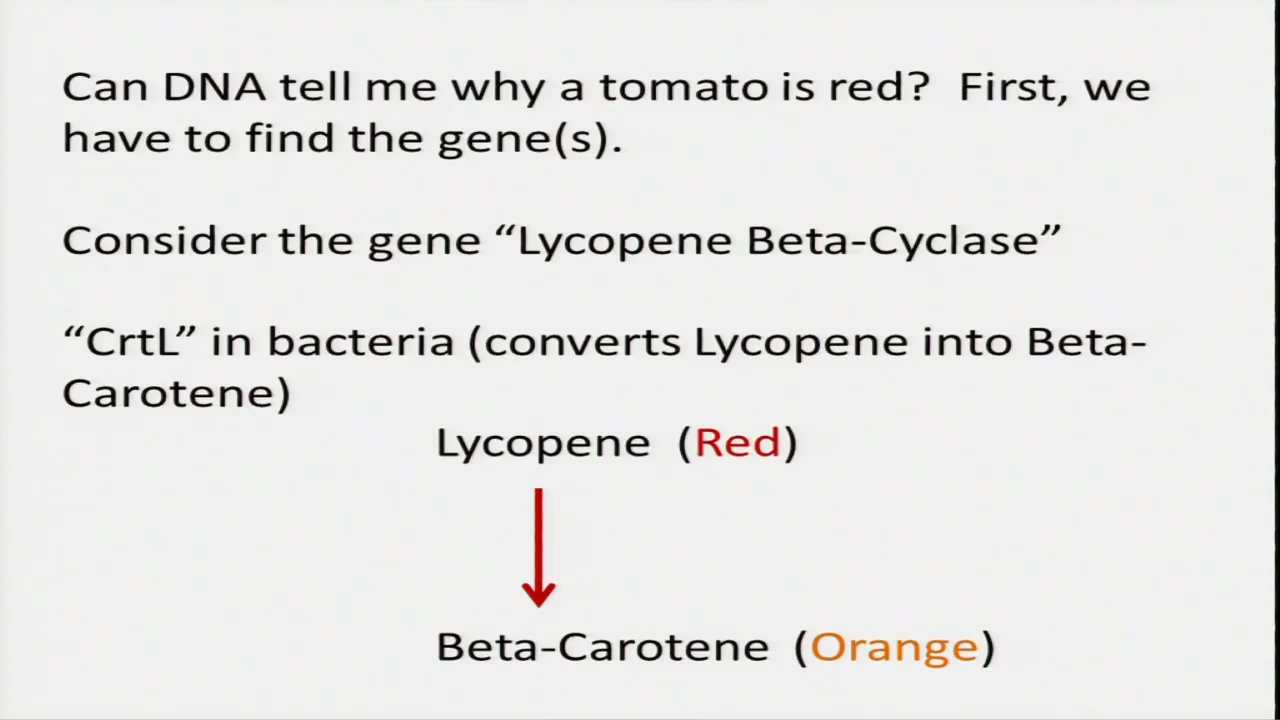 Can DNA tell me why a tomato is red?  First, we
have to find the gene(s).
Consider the gene “Lycopene Beta-Cyclase”
“CrtL” in bacteria (converts Lycopene into Beta-
Carotene)
Lycopene  (Red)
Beta-Carotene  (Orange)